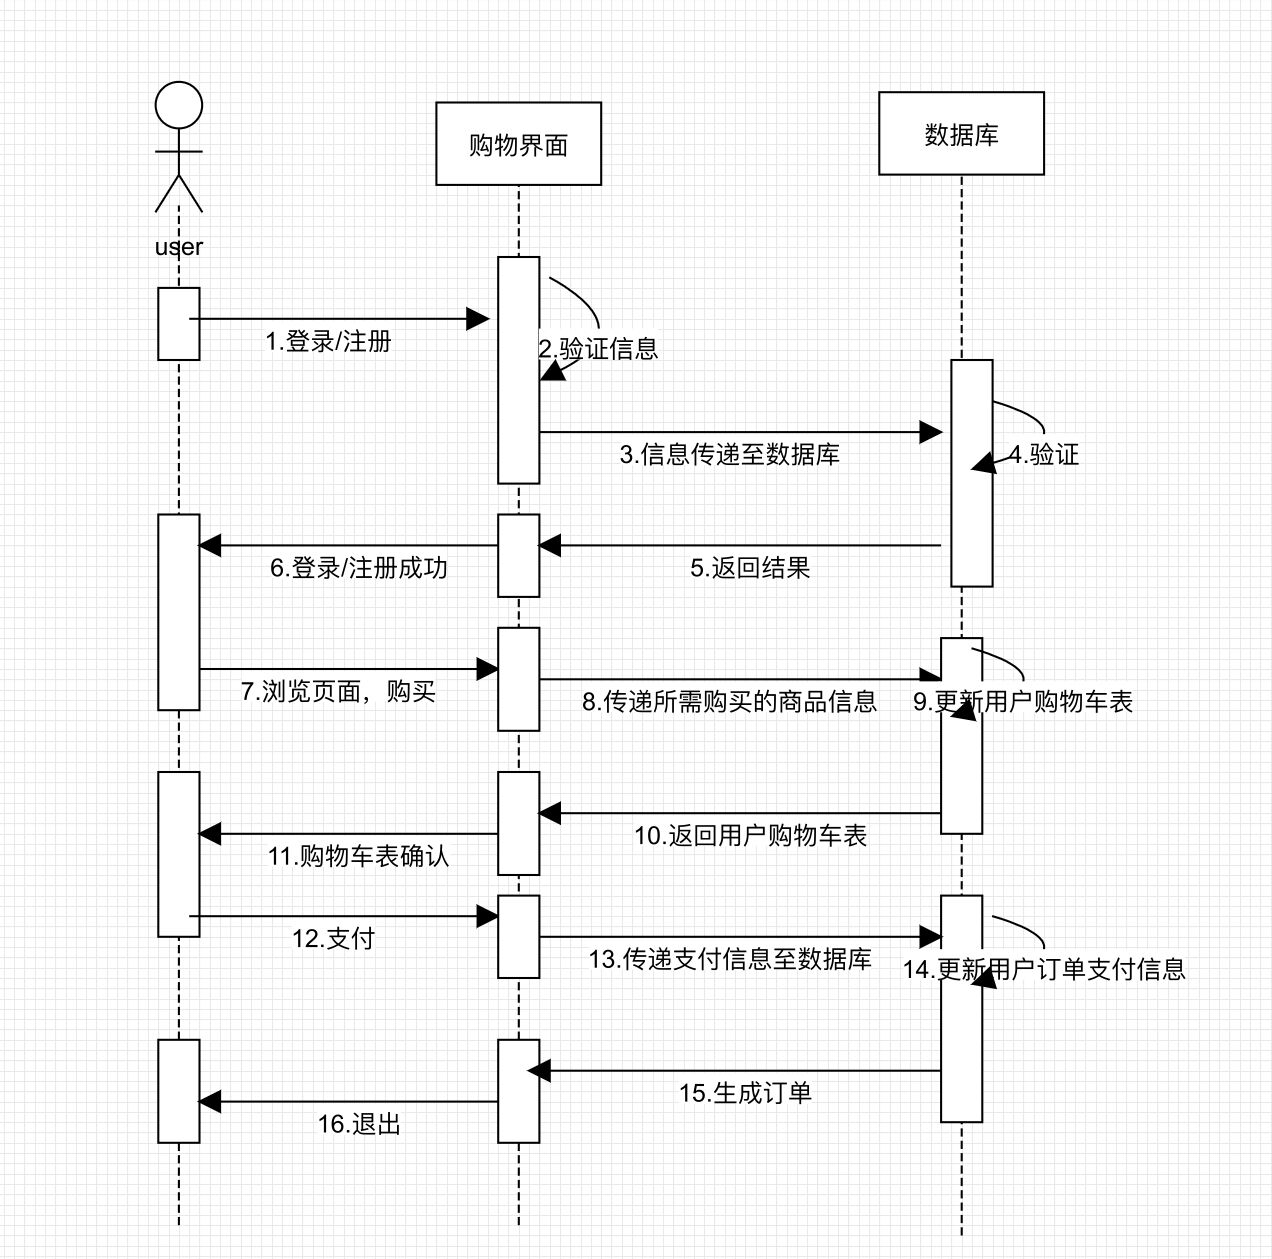 购物界面
数据库
user
1.登录/注册
2.验证信息
3.信息传递至数据库
4.验证
6.登录/注册成功
5.返回结果
7.浏览页面，购买
8.传递所需购买的商品信息
9.更新用户购物车表
10.返回用户购物车表
11.购物车表确认
12.支付
13.传递支付信息至数据库
14.更新用户订单支付信息
15.生成订单
16.退出